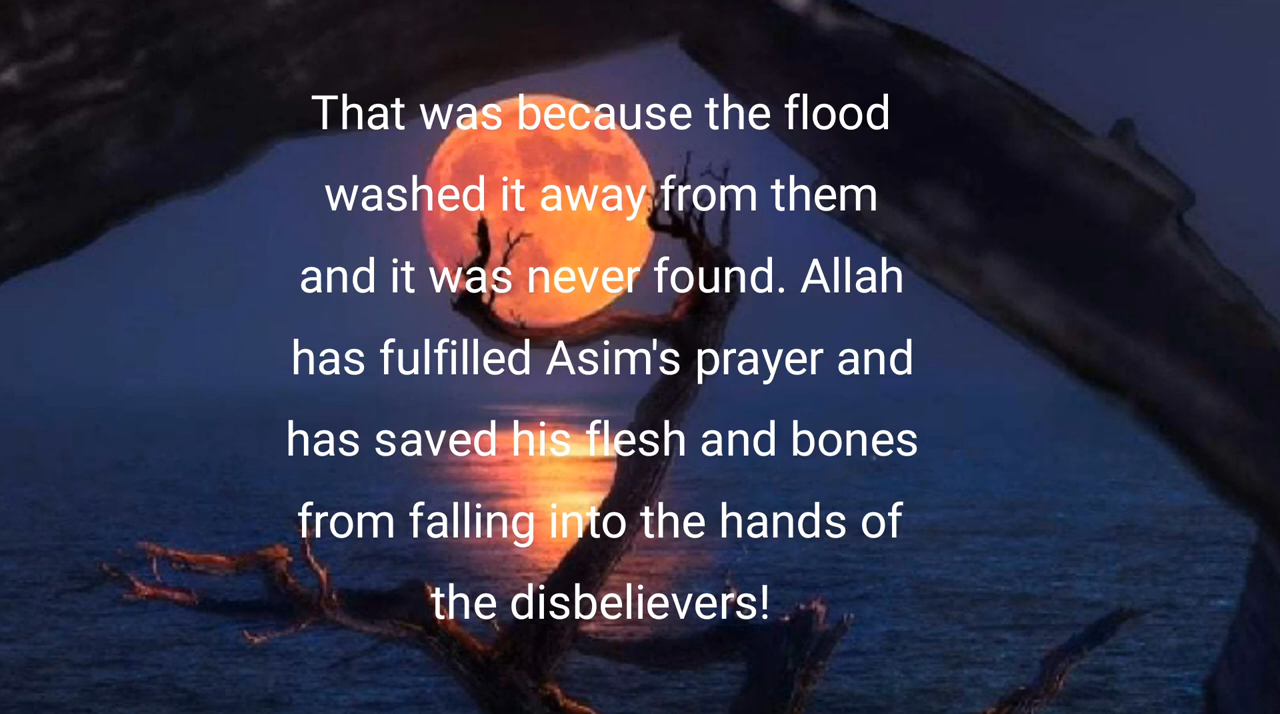 That was because the flood
washed it away from them
and it was never found. Allah
has fulfilled Asim's prayer and
has saved his flesh and bones
from falling into the hands of
the disbelievers!